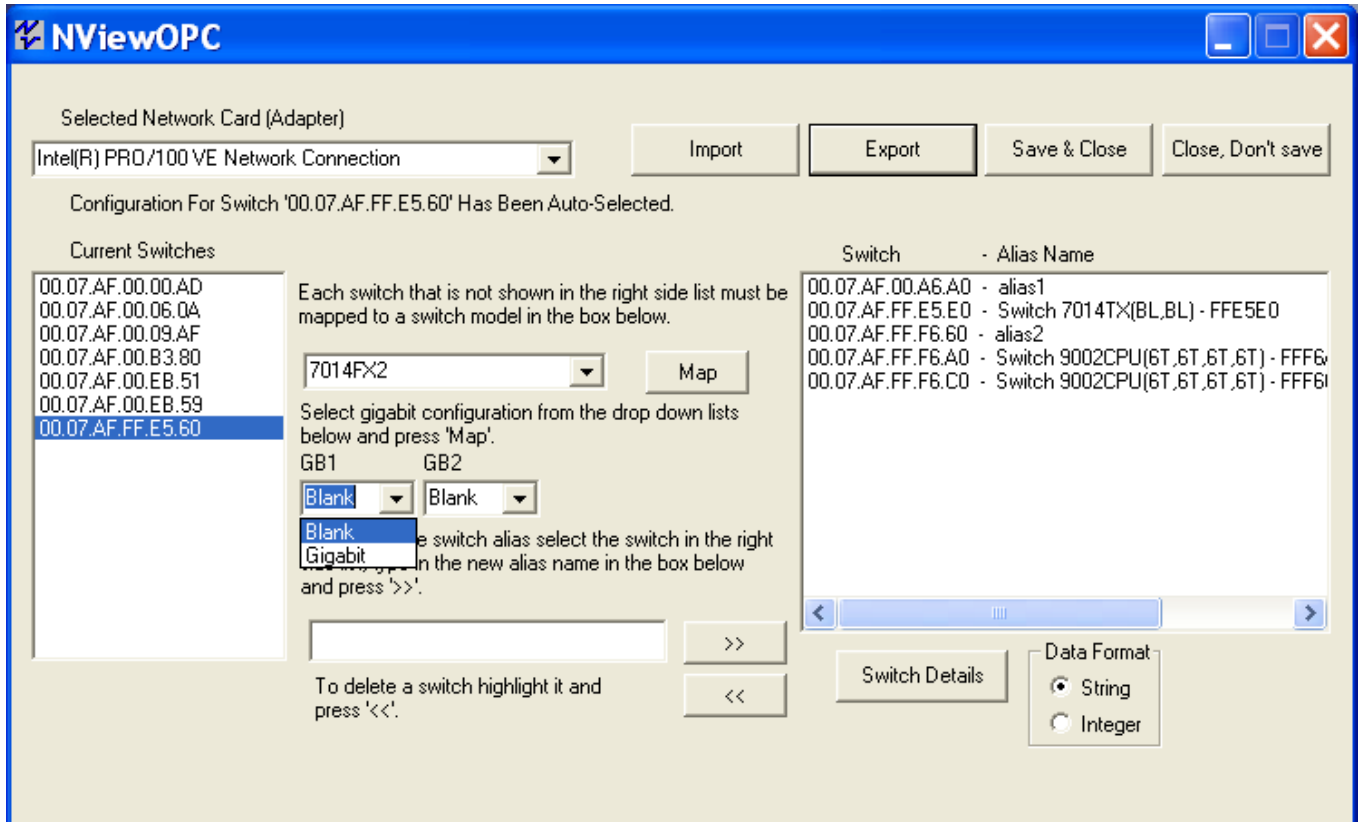 NViewOPC
Selected Network Card (Adapter)
Intel(R) PRO/100 VE Network Connection
Import
Export
Save & Close
Close, Don't save
Configuration For Switch '00.07.AF.FF.E5.60' Has Been Auto-Selected.
Current Switches
00.07.AF.00.00.AD
00.07.AF.00.06.0A
00.07.AF.00.09.AF
00.07.AF.00.B3.80
00.07.AF.00.EB.51
00.07.AF.00.EB.59
00.07.AF.FF.E5.60
Each switch that is not shown in the right side list must be
mapped to a switch model in the box below.
7014FX2
Map
Select gigabit configuration from the drop down lists
below and press 'Map'.
GB1 GB2
Blank Blank
Blank
Gigabit
switch alias select the switch in the right
in the new alias name in the box below
and press '>>'.
>>
To delete a switch highlight it and
press '<<'.
<<
Switch - Alias Name
00.07.AF.00.A6.A0 - alias1
00.07.AF.FF.E5.E0 - Switch 7014TX(BL,BL) - FFE5E0
00.07.AF.FF.F6.60 - alias2
00.07.AF.FF.F6.A0 - Switch 9002CPU(6T,6T,6T,6T) - FFF6
00.07.AF.FF.F6.C0 - Switch 9002CPU(6T,6T,6T,6T) - FFF6
Switch Details
Data Format
String
Integer